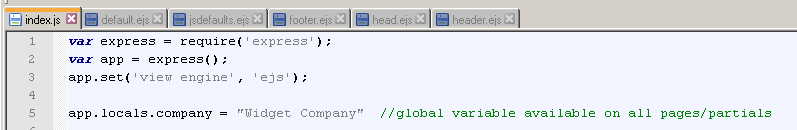 index.js default.ejs jsdefaults.ejs footer.ejs head.ejs header.ejs
1 var express = require('express');
2 var app = express();
3 app.set('view engine', 'ejs');
4
5 app.locals.company = "Widget Company" //global variable available on all pages/partials